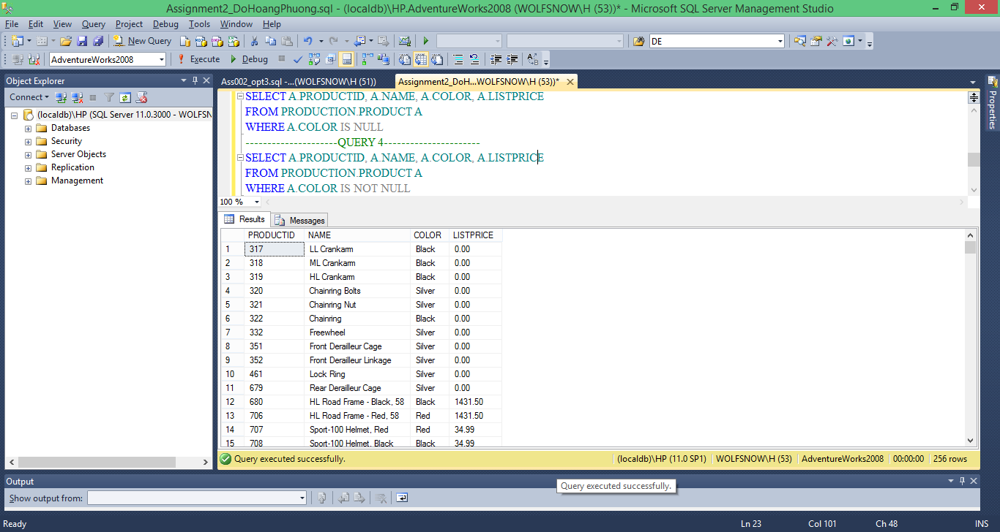 Assignment2_DoHoangPhuong.sql - (localdb)\HP.AdventureWorks2008 (WOLFSNOW\H (53))* - Microsoft SQL Server Management Studio
File Edit View Query Project Debug Tools Window Help
New Query DE
AdventureWorks2008 Execute Debug
Object Explorer
Connect
(localdb)\HP (SQL Server 11.0.3000 - WOLFSN
Databases
Security
Server Objects
Replication
Management
Ass002_opt3.sql -...(WOLFSNOW\H (51)) Assignment2_DoH...WOLFSNOW\H (53))*
SELECT A.PRODUCTID, A.NAME, A.COLOR, A.LISTPRICE
FROM PRODUCTION.PRODUCT A
WHERE A.COLOR IS NULL
---------------------QUERY 4----------------------
SELECT A.PRODUCTID, A.NAME, A.COLOR, A.LISTPRICE
FROM PRODUCTION.PRODUCT A
WHERE A.COLOR IS NOT NULL
100 %
Results Messages
PRODUCTID NAME COLOR LISTPRICE
1 317 LL Crankarm Black 0.00
2 318 ML Crankarm Black 0.00
3 319 HL Crankarm Black 0.00
4 320 Chainring Bolts Silver 0.00
5 321 Chainring Nut Silver 0.00
6 322 Chainring Black 0.00
7 332 Freewheel Silver 0.00
8 351 Front Derailleur Cage Silver 0.00
9 352 Front Derailleur Linkage Silver 0.00
10 461 Lock Ring Silver 0.00
11 679 Rear Derailleur Cage Silver 0.00
12 680 HL Road Frame - Black, 58 Black 1431.50
13 706 HL Road Frame - Red, 58 Red 1431.50
14 707 Sport-100 Helmet, Red Red 34.99
15 708 Sport-100 Helmet, Black Black 34.99
Query executed successfully. (localdb)\HP (11.0 SP1) WOLFSNOW\H (53) AdventureWorks2008 00:00:00 256 rows
Properties
Output
Query executed successfully.
Show output from:
Ready Ln 23 Col 101 Ch 48 INS